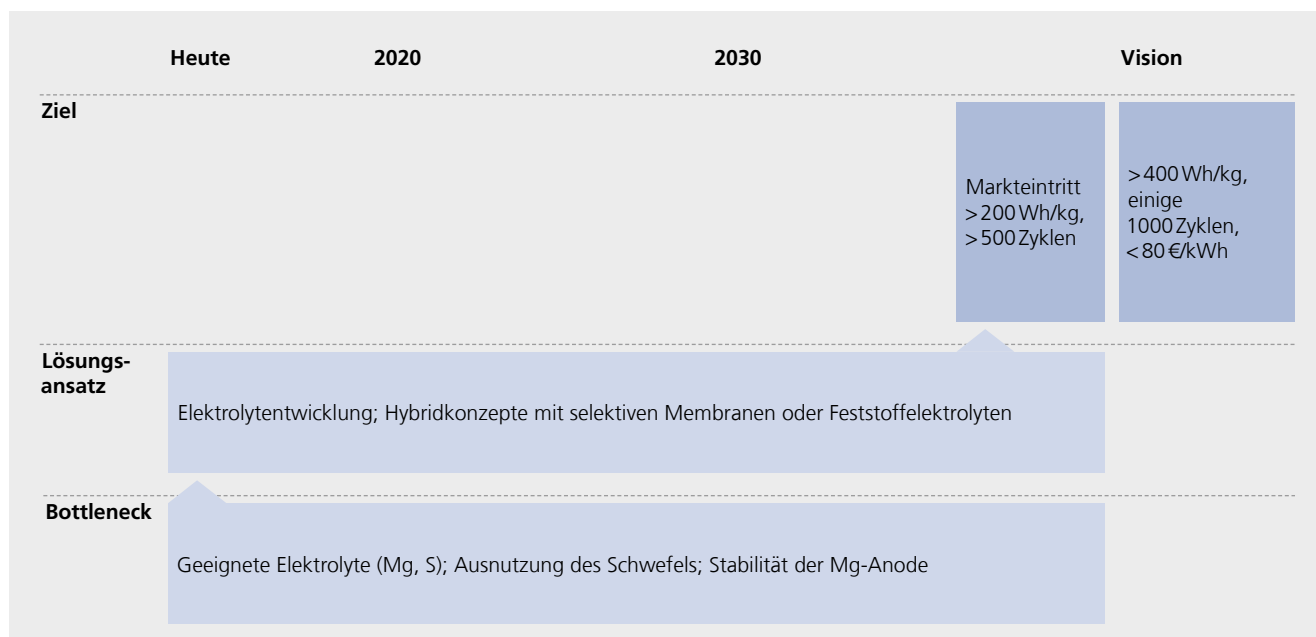 Heute 2020 2030 Vision
Ziel
Markteintritt
>200 Wh/kg,
>500 Zyklen
>400 Wh/kg,
einige
1000 Zyklen,
<80 €/kWh
Lösungs-
ansatz
Elektrolytentwicklung; Hybridkonzepte mit selektiven Membranen oder Feststoffelektrolyten
Bottleneck
Geeignete Elektrolyte (Mg, S); Ausnutzung des Schwefels; Stabilität der Mg-Anode